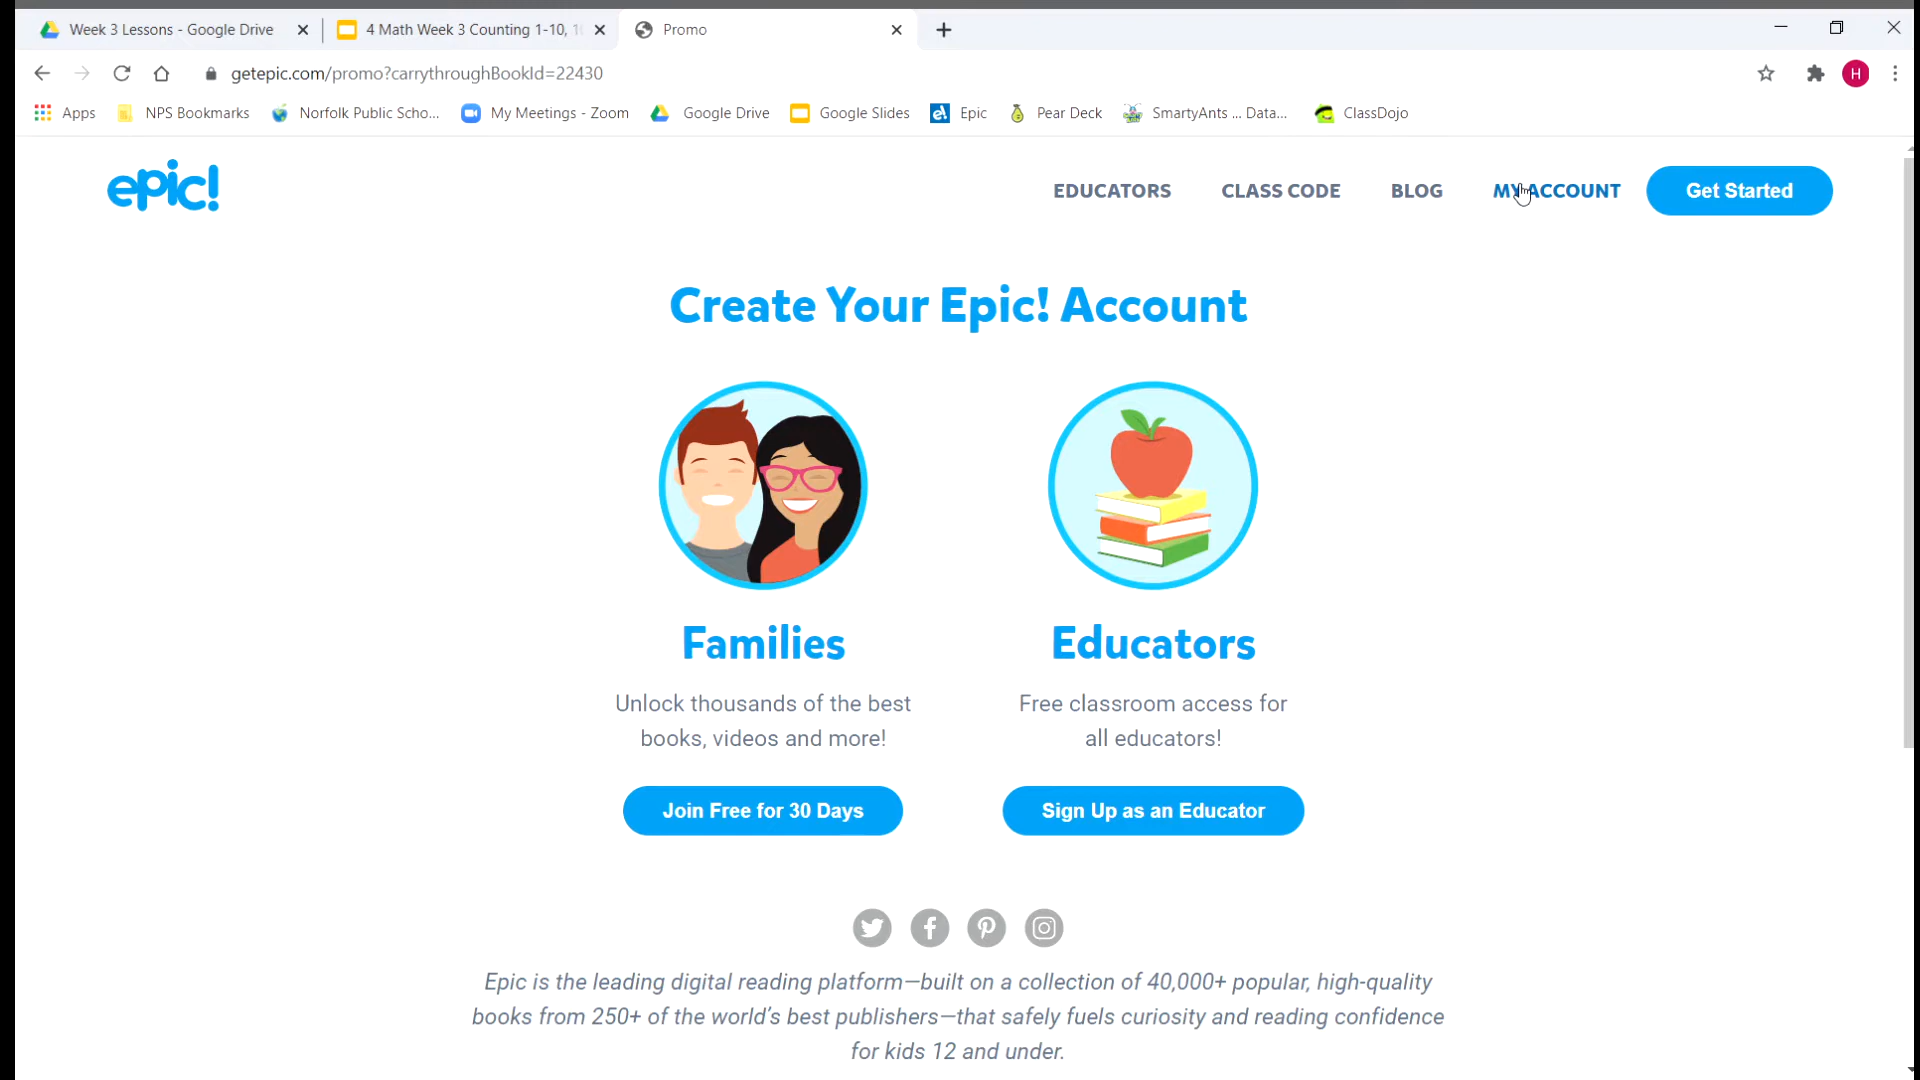 Week 3 Lessons - Google Drive
4 Math Week 3 Counting 1-10,
Promo
getepic.com/promo?carrythroughBookId=22430
H
Apps
NPS Bookmarks
Norfolk Public Scho...
My Meetings - Zoom
Google Drive
Google Slides
Epic
Pear Deck
SmartyAnts ... Data...
ClassDojo
epic!
EDUCATORS
CLASS CODE
BLOG
MY ACCOUNT
Get Started
Create Your Epic! Account
Families
Unlock thousands of the best
books, videos and more!
Join Free for 30 Days
Educators
Free classroom access for
all educators!
Sign Up as an Educator
Epic is the leading digital reading platform—built on a collection of 40,000+ popular, high-quality
books from 250+ of the world's best publishers—that safely fuels curiosity and reading confidence
for kids 12 and under.